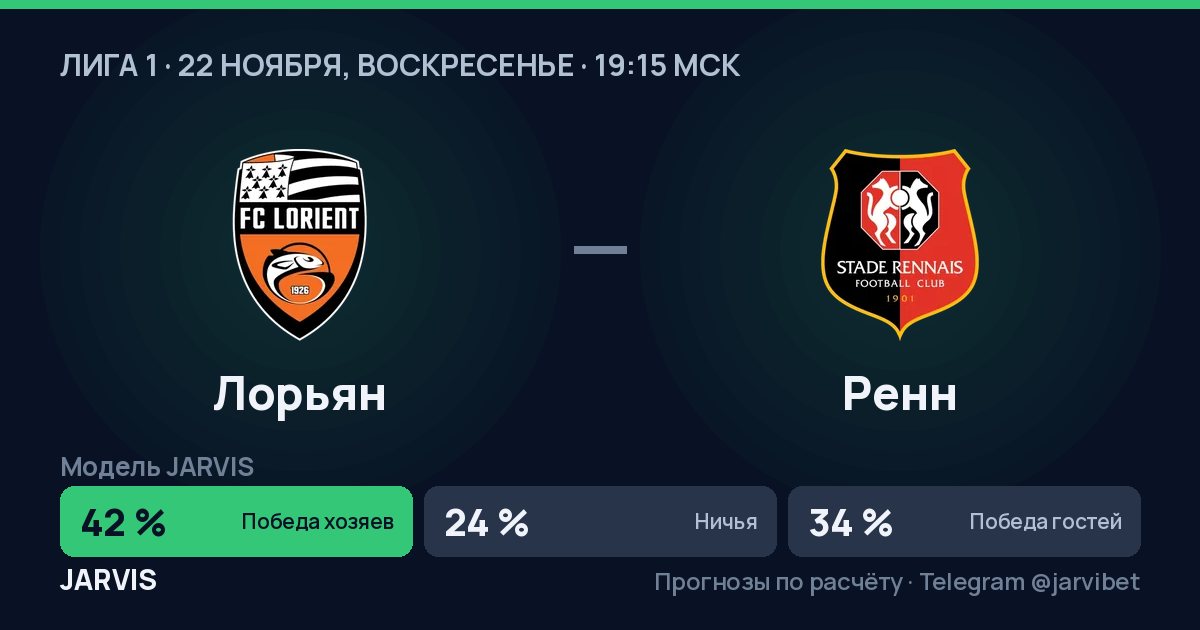 ЛИГА 1 · 22 НОЯБРЯ, ВОСКРЕСЕНЬЕ · 19:15 МСК
FC LORIENT
1926
STADE RENNAIS
FOOTBALL CLUB
1901
—
Лорьян
Ренн
Модель JARVIS
42 % Победа хозяев
24 % Ничья
34 % Победа гостей
JARVIS
Прогнозы по расчёту · Telegram @jarvibet